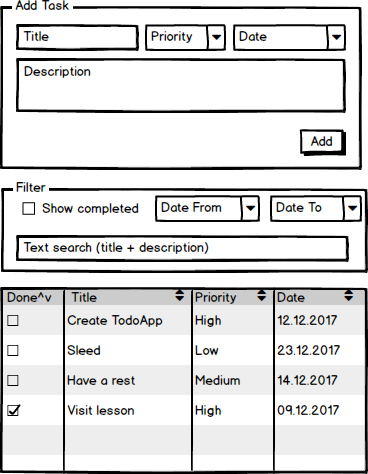 Add Task
Title Priority Date
Description
Add
Filter
Show completed Date From Date To
Text search (title + description)
Done^v Title Priority Date
Create TodoApp High 12.12.2017
Sleed Low 23.12.2017
Have a rest Medium 14.12.2017
Visit lesson High 09.12.2017